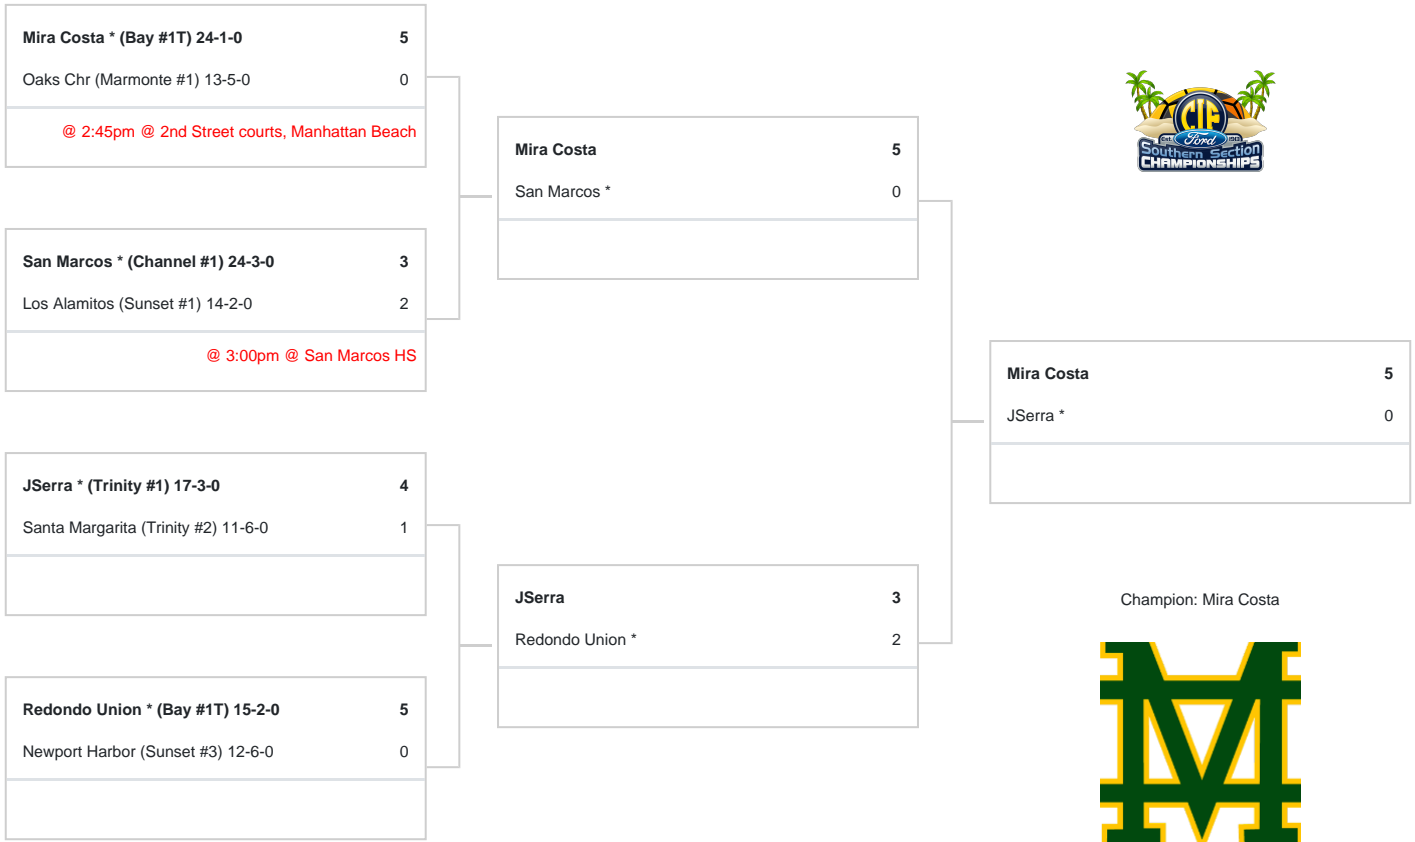 Mira Costa * (Bay #1T) 24-1-0 5
Oaks Chr (Marmonte #1) 13-5-0 0
@ 2:45pm @ 2nd Street courts, Manhattan Beach
San Marcos * (Channel #1) 24-3-0 3
Los Alamitos (Sunset #1) 14-2-0 2
@ 3:00pm @ San Marcos HS
JSerra * (Trinity #1) 17-3-0 4
Santa Margarita (Trinity #2) 11-6-0 1
Redondo Union * (Bay #1T) 15-2-0 5
Newport Harbor (Sunset #3) 12-6-0 0
Mira Costa 5
San Marcos * 0
JSerra 3
Redondo Union * 2
CIF
Est. Ford 1913
Southern Section
CHAMPIONSHIPS
Mira Costa 5
JSerra * 0
Champion: Mira Costa
M